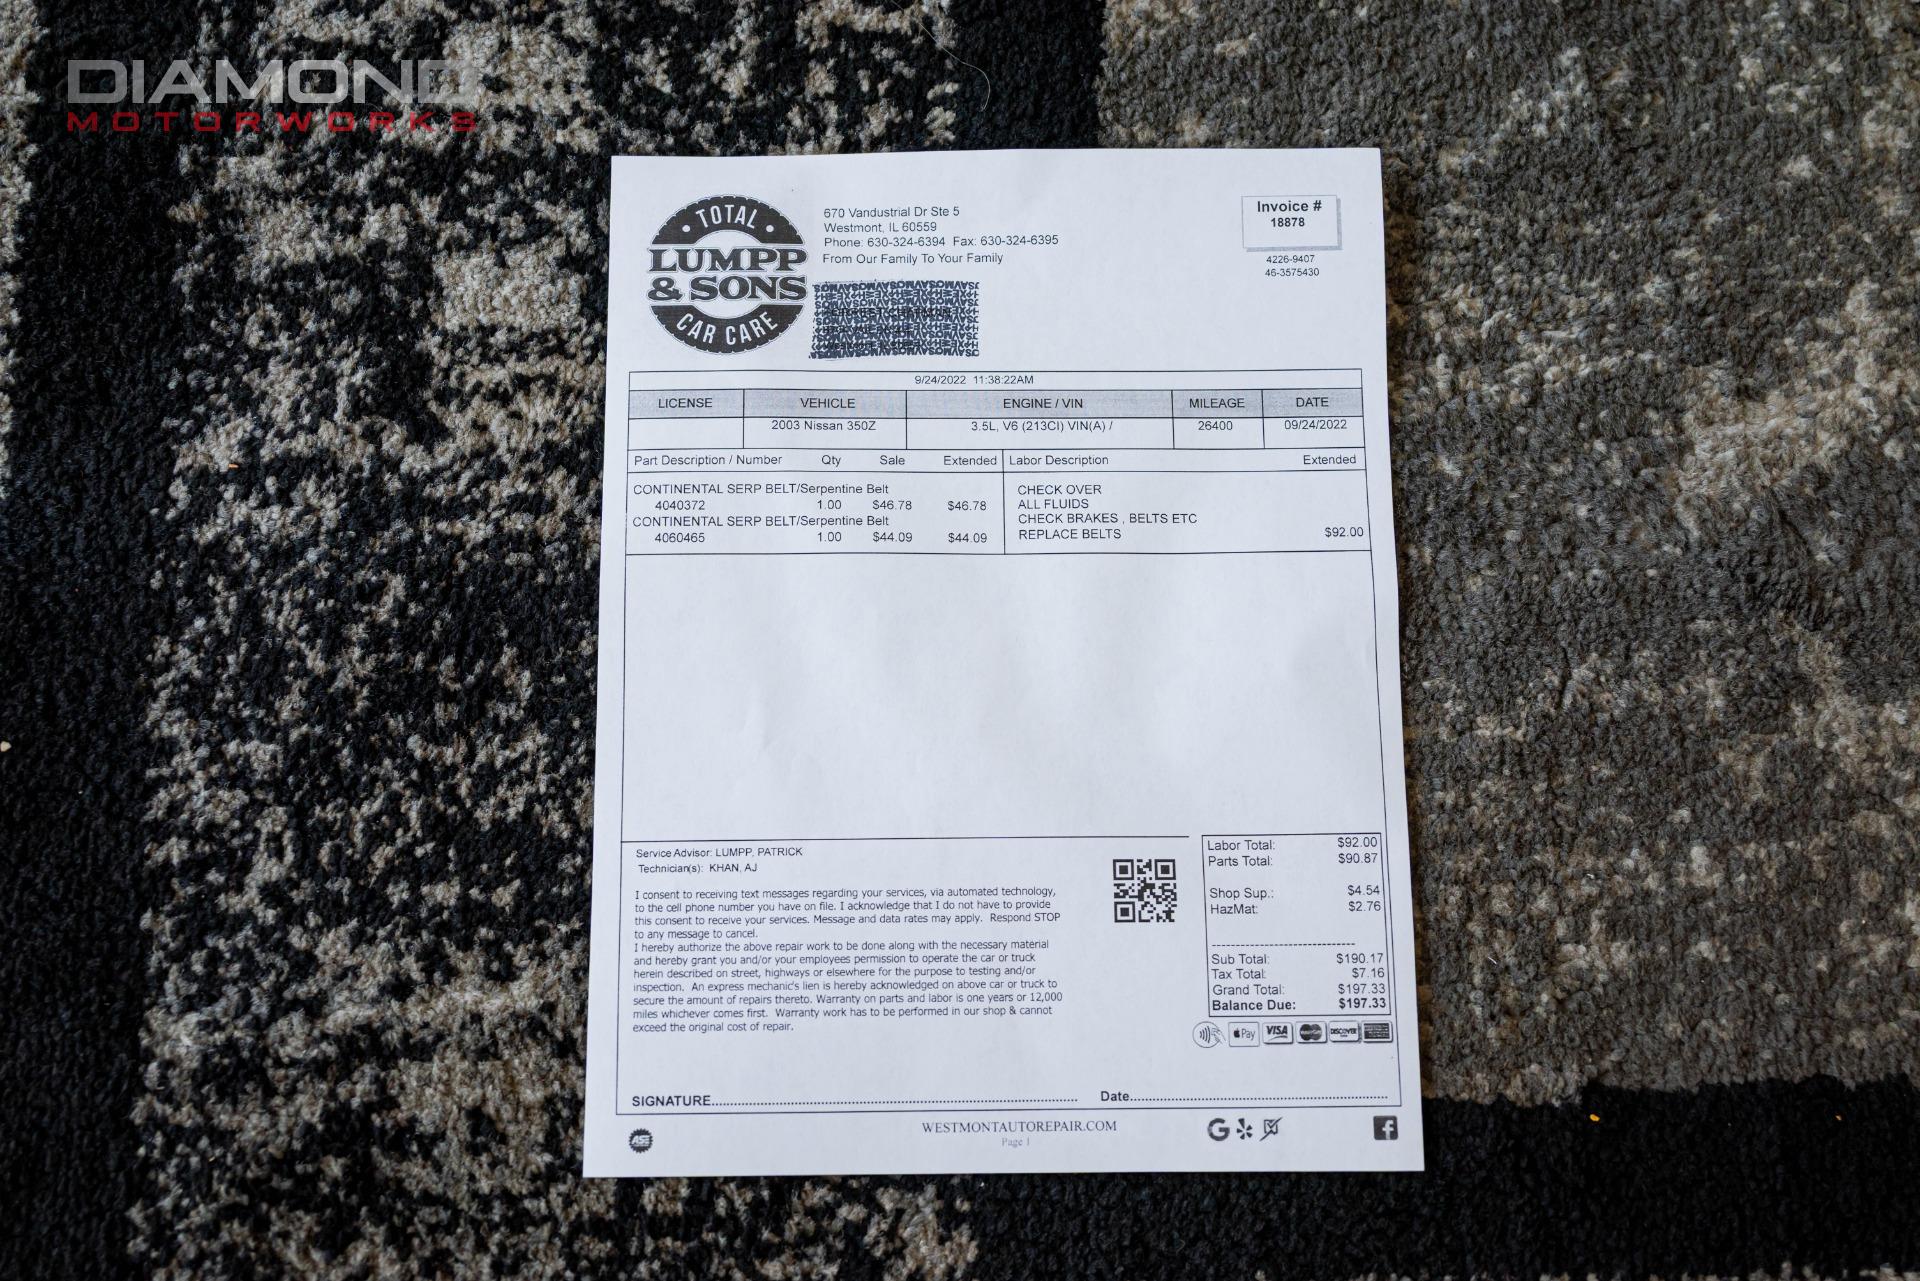 DIAMOND
MOTORWORKS
TOTAL
LUMPP
& SONS
CAR CARE
670 Vandustrial Dr Ste 5
Westmont, IL 60559
Phone: 630-324-6394 Fax: 630-324-6395
From Our Family To Your Family
Invoice #
18878
4226-9407
46-3575430
9/24/2022 11:38:22AM
LICENSE VEHICLE ENGINE / VIN MILEAGE DATE
2003 Nissan 350Z 3.5L, V6 (213CI) VIN(A) / 26400 09/24/2022
Part Description / Number Qty Sale Extended Labor Description Extended
CONTINENTAL SERP BELT/Serpentine Belt
4040372 1.00 $46.78 $46.78
CONTINENTAL SERP BELT/Serpentine Belt
4060465 1.00 $44.09 $44.09
CHECK OVER
ALL FLUIDS
CHECK BRAKES , BELTS ETC
REPLACE BELTS $92.00
Service Advisor: LUMPP, PATRICK
Technician(s): KHAN, AJ
I consent to receiving text messages regarding your services, via automated technology,
to the cell phone number you have on file. I acknowledge that I do not have to provide
this consent to receive your services. Message and data rates may apply. Respond STOP
to any message to cancel.
I hereby authorize the above repair work to be done along with the necessary material
and hereby grant you and/or your employees permission to operate the car or truck
herein described on street, highways or elsewhere for the purpose to testing and/or
inspection. An express mechanic's lien is hereby acknowledged on above car or truck to
secure the amount of repairs thereto. Warranty on parts and labor is one years or 12,000
miles whichever comes first. Warranty work has to be performed in our shop & cannot
exceed the original cost of repair.
Labor Total: $92.00
Parts Total: $90.87
Shop Sup.: $4.54
HazMat: $2.76
Sub Total: $190.17
Tax Total: $7.16
Grand Total: $197.33
Balance Due: $197.33
Pay VISA DISCOVER
SIGNATURE
Date
ASE
WESTMONTAUTOREPAIR.COM
Page 1